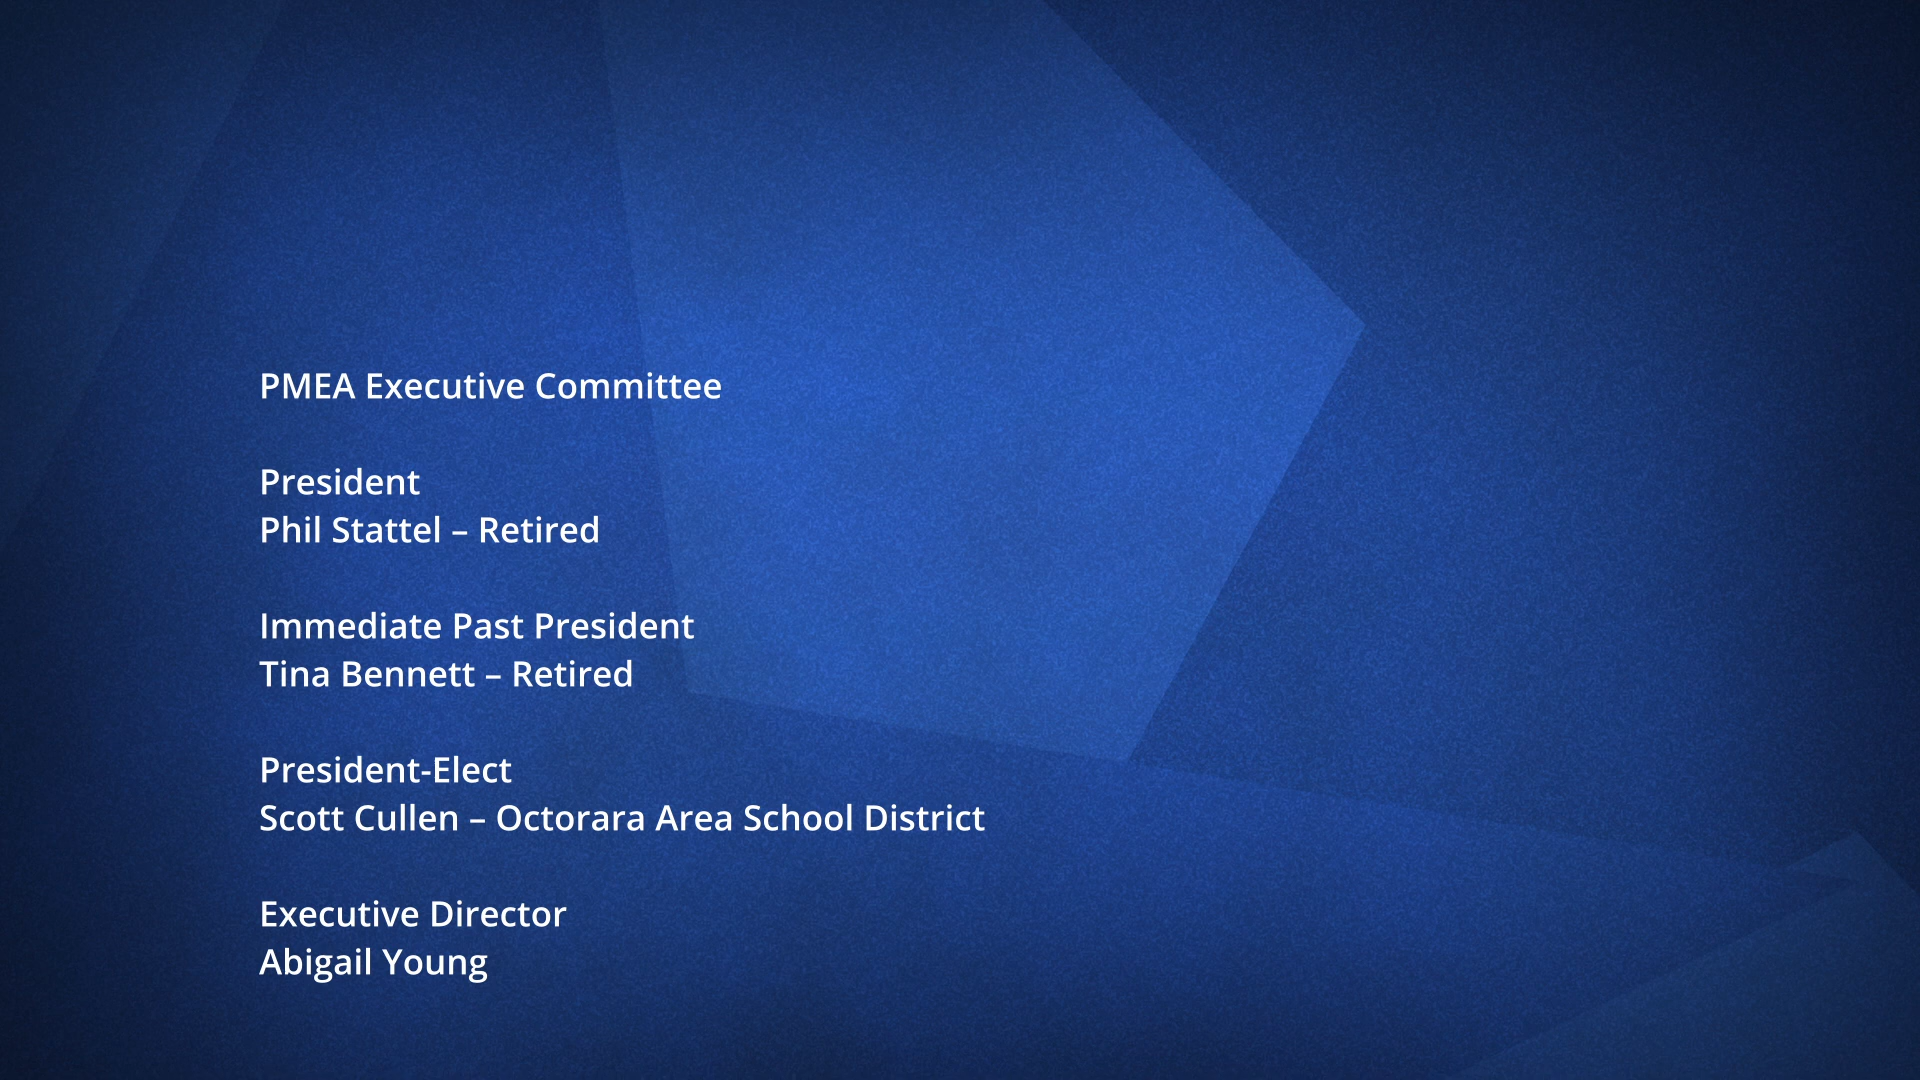 PMEA Executive Committee
President
Phil Stattel – Retired
Immediate Past President
Tina Bennett – Retired
President-Elect
Scott Cullen – Octorara Area School District
Executive Director
Abigail Young